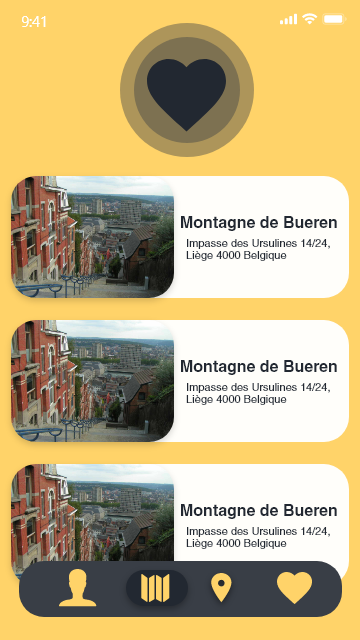 9:41
Montagne de Bueren
Impasse des Ursulines 14/24,
Liège 4000 Belgique
Montagne de Bueren
Impasse des Ursulines 14/24,
Liège 4000 Belgique
Montagne de Bueren
Impasse des Ursulines 14/24,
Liège 4000 Belgique